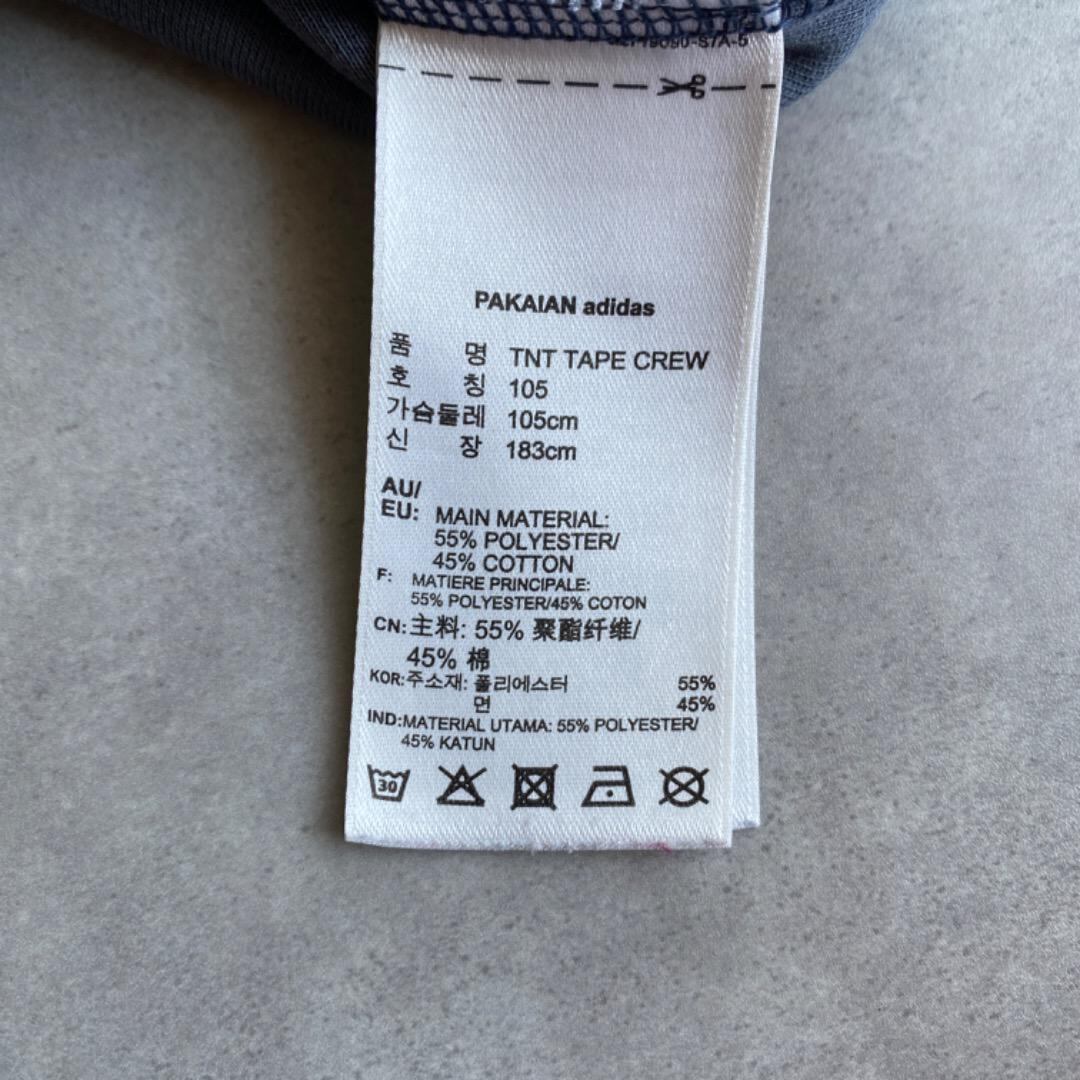 PAKAIAN adidas
품 명 TNT TAPE CREW
호 칭 105
가슴둘레 105cm
신 장 183cm
AU/
EU: MAIN MATERIAL:
55% POLYESTER/
45% COTTON
F: MATIERE PRINCIPALE:
55% POLYESTER/45% COTON
CN:主料: 55% 聚酯纤维/
45% 棉
KOR:주소재: 폴리에스터 55%
면 45%
IND:MATERIAL UTAMA: 55% POLYESTER/
45% KATUN
30